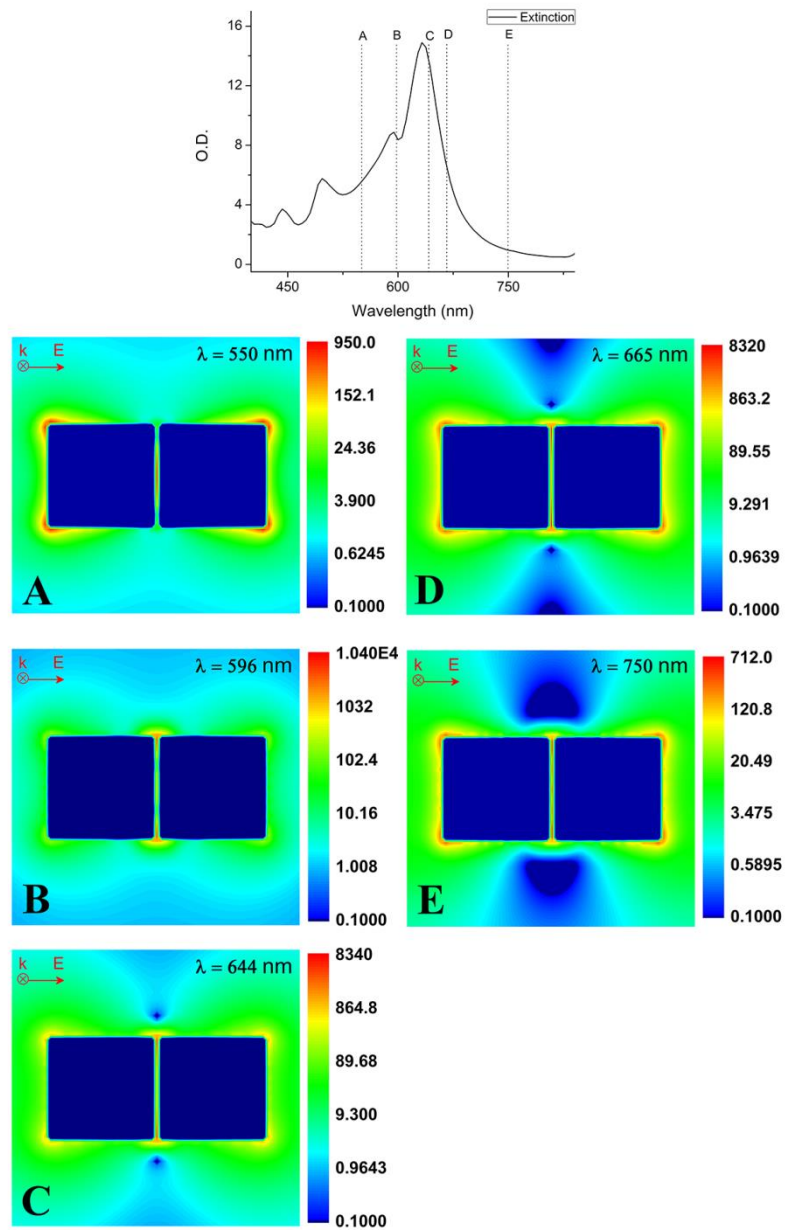 Extinction
A B C D E
16
12
8
4
0
O.D.
450 600 750
Wavelength (nm)
k E λ = 550 nm
950.0
152.1
24.36
3.900
0.6245
0.1000
A
k E λ = 665 nm
8320
863.2
89.55
9.291
0.9639
0.1000
D
k E λ = 596 nm
1.040E4
1032
102.4
10.16
1.008
0.1000
B
k E λ = 750 nm
712.0
120.8
20.49
3.475
0.5895
0.1000
E
k E λ = 644 nm
8340
864.8
89.68
9.300
0.9643
0.1000
C